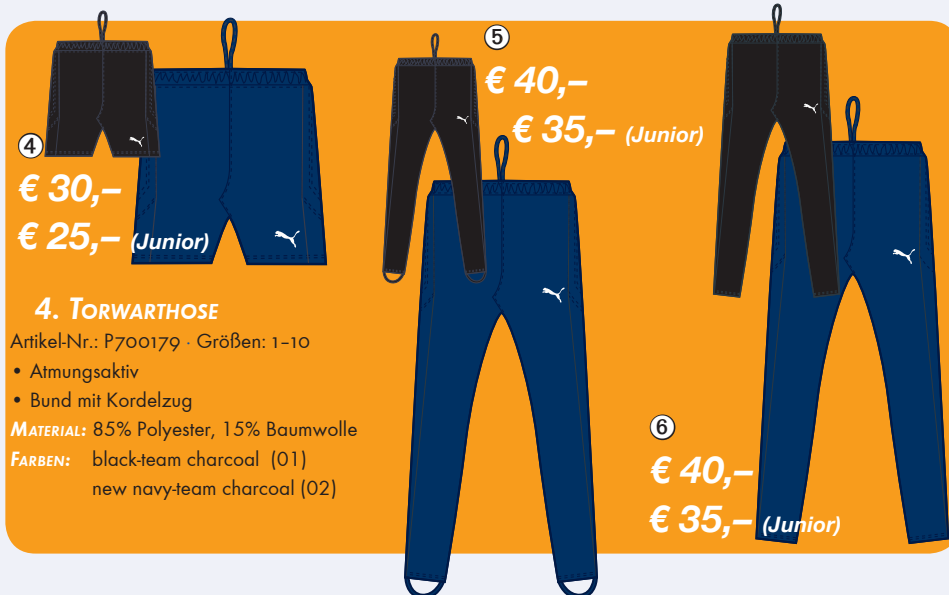 ④
€ 30,–
€ 25,– (Junior)
⑤
€ 40,–
€ 35,– (Junior)
4. Torwarthose
Artikel-Nr.: P700179 · Größen: 1–10
• Atmungsaktiv
• Bund mit Kordelzug
Material: 85% Polyester, 15% Baumwolle
Farben: black-team charcoal (01)
new navy-team charcoal (02)
⑥
€ 40,–
€ 35,– (Junior)